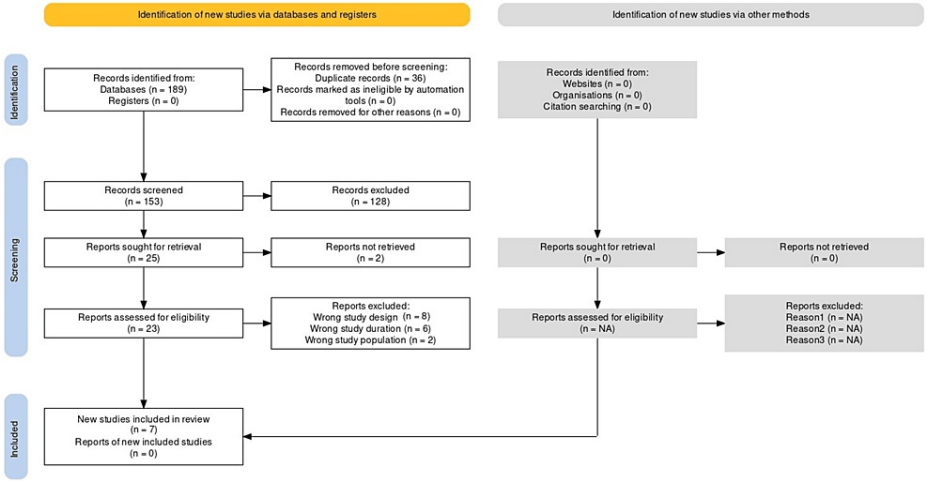 Identification of new studies via databases and registers
Identification of new studies via other methods
Identification
Records identified from:
Databases (n = 189)
Registers (n = 0)
Records removed before screening:
Duplicate records (n = 36)
Records marked as ineligible by automation
tools (n = 0)
Records removed for other reasons (n = 0)
Records identified from:
Websites (n = 0)
Organisations (n = 0)
Citation searching (n = 0)
Screening
Records screened
(n = 153)
Records excluded
(n = 128)
Reports sought for retrieval
(n = 25)
Reports not retrieved
(n = 2)
Reports sought for retrieval
(n = 0)
Reports not retrieved
(n = 0)
Reports assessed for eligibility
(n = 23)
Reports excluded:
Wrong study design (n = 8)
Wrong study duration (n = 6)
Wrong study population (n = 2)
Reports assessed for eligibility
(n = NA)
Reports excluded:
Reason1 (n = NA)
Reason2 (n = NA)
Reason3 (n = NA)
Included
New studies included in review
(n = 7)
Reports of new included studies
(n = 0)